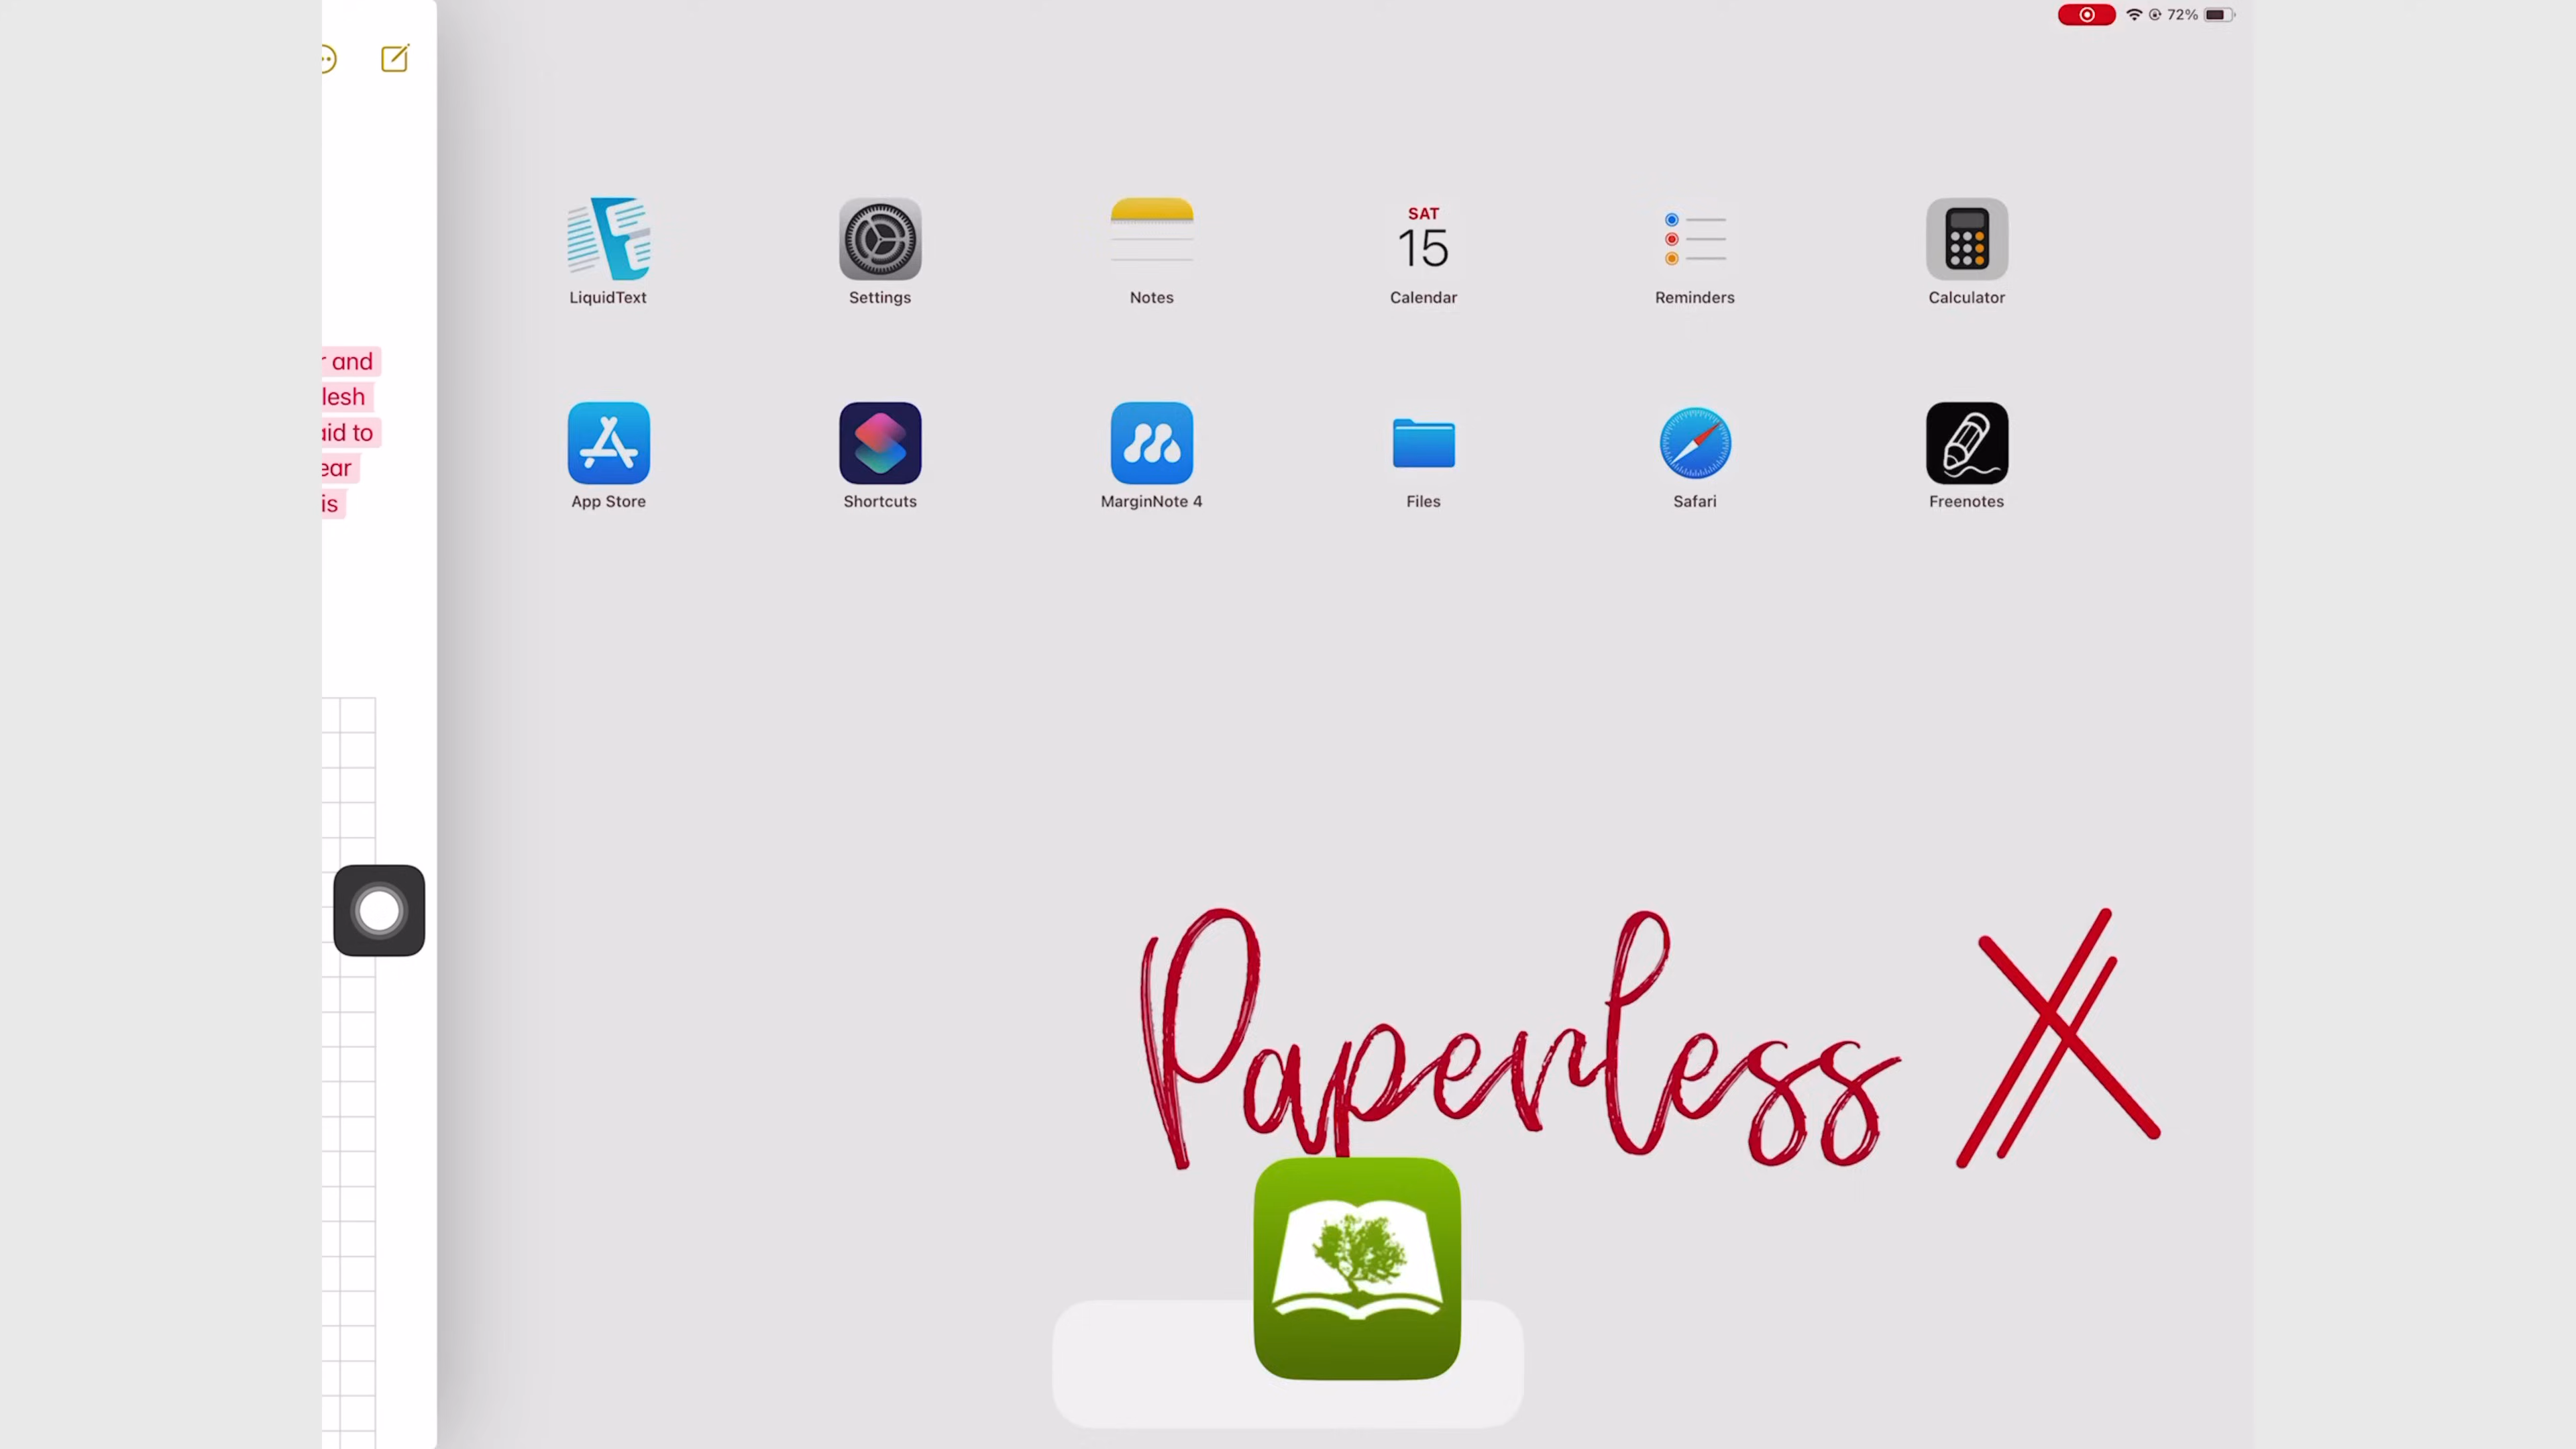 72%
r and
lesh
aid to
ear
is
SAT
15
LiquidText
Settings
Notes
Calendar
Reminders
Calculator
App Store
Shortcuts
MarginNote 4
Files
Safari
Freenotes
Paperless X